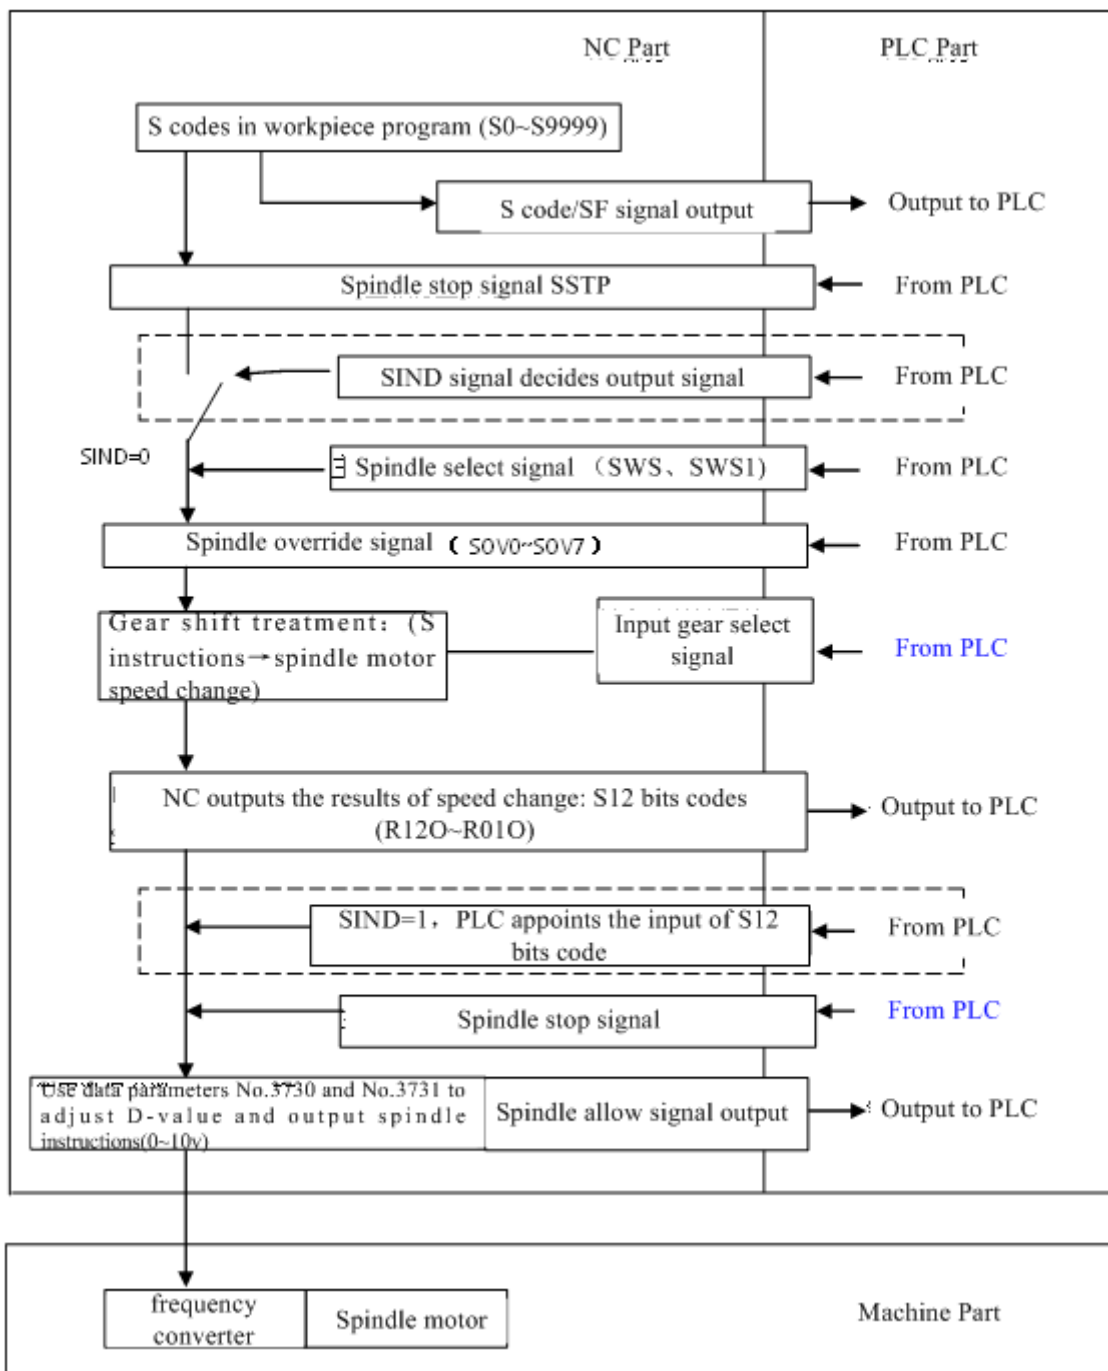 NC Part
PLC Part
S codes in workpiece program (S0~S9999)
S code/SF signal output
Output to PLC
Spindle stop signal SSTP
From PLC
SIND signal decides output signal
From PLC
SIND=0
Spindle select signal （SWS、SWS1)
From PLC
Spindle override signal ( SOV0~SOV7 )
From PLC
Gear shift treatment: (S
instructions→spindle motor
speed change)
Input gear select
signal
From PLC
NC outputs the results of speed change: S12 bits codes
(R12O~R01O)
Output to PLC
SIND=1，PLC appoints the input of S12
bits code
From PLC
Spindle stop signal
From PLC
Use data parameters No.3730 and No.3731 to
adjust D-value and output spindle
instructions(0~10v)
Spindle allow signal output
Output to PLC
frequency
converter
Spindle motor
Machine Part